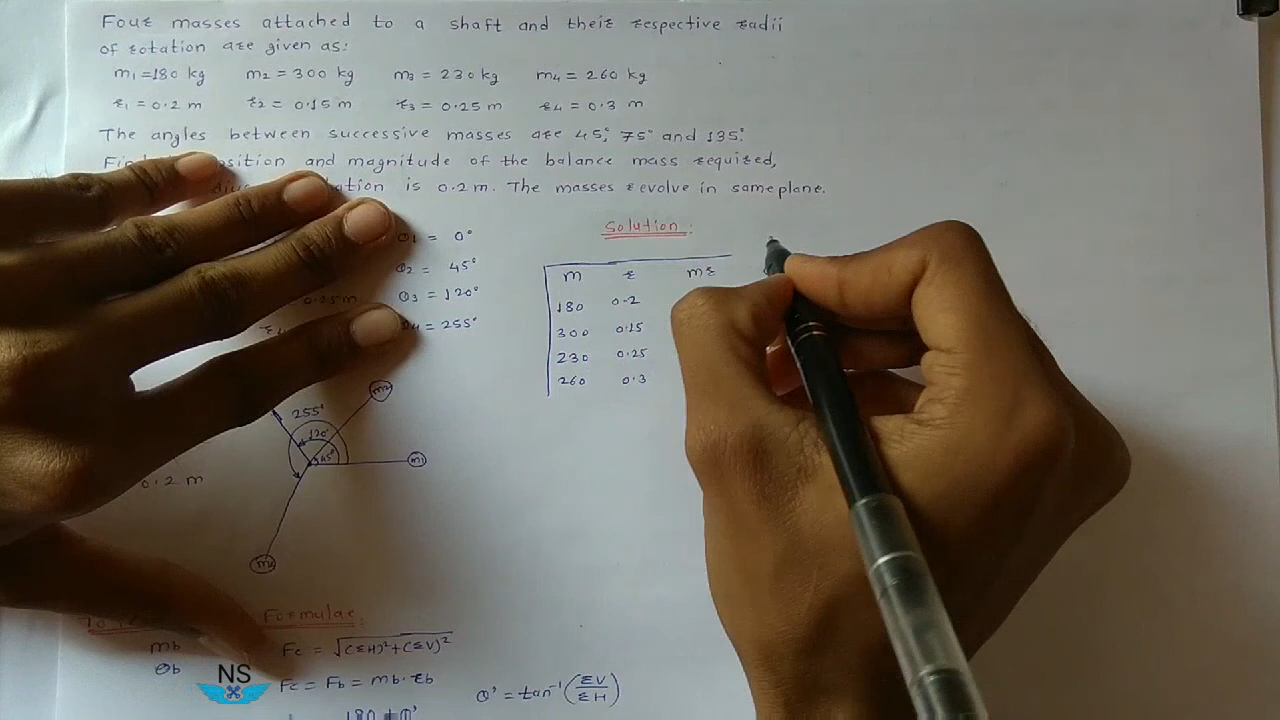 Four masses attached to a shaft and their respective radii
of rotation are given as:
m1 = 180 kg m2 = 300 kg m3 = 230 kg m4 = 260 kg
r1 = 0.2 m r2 = 0.15 m r3 = 0.25 m r4 = 0.3 m
The angles between successive masses are 45°, 75° and 135°.
and magnitude of the balance mass required,
is 0.2 m. The masses revolve in same plane.
Solution:
θ1 = 0°
θ2 = 45°
0.25m θ3 = 120°
θ4 = 255°
m r mr
180 0.2
300 0.15
230 0.25
260 0.3
m2
255°
120°
45°
m1
0.2 m
m4
Formulae:
mb
θb
Fc = √(ΣH)²+(ΣV)²
Fc = Fb = mb · rb
θ' = tan⁻¹ (ΣV/ΣH)
180 + θ'
NS